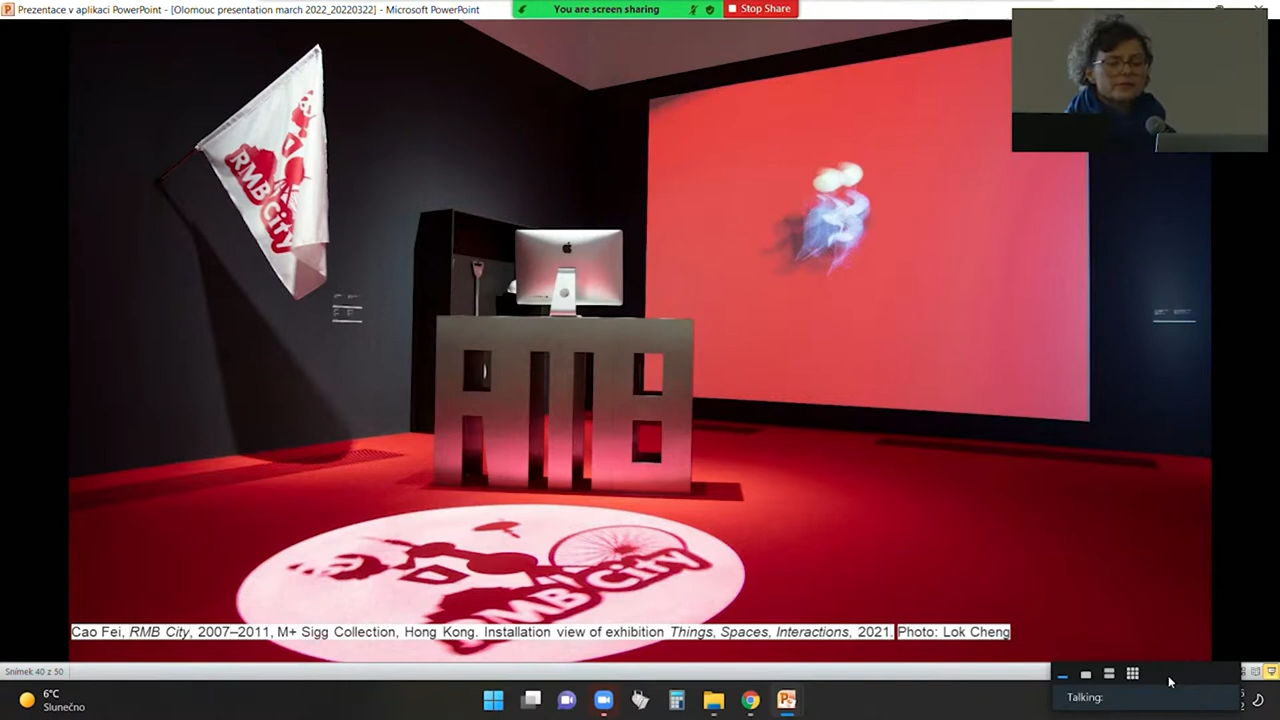 Prezentace v aplikaci PowerPoint - [Olomouc presentation march 2022_20220322] - Microsoft PowerPoint
You are screen sharing
Stop Share
RMB City
RMB
RMB City
Cao Fei, RMB City, 2007–2011, M+ Sigg Collection, Hong Kong. Installation view of exhibition Things, Spaces, Interactions, 2021. Photo: Lok Cheng
Snímek 40 z 50
Talking:
6°C
Slunečno